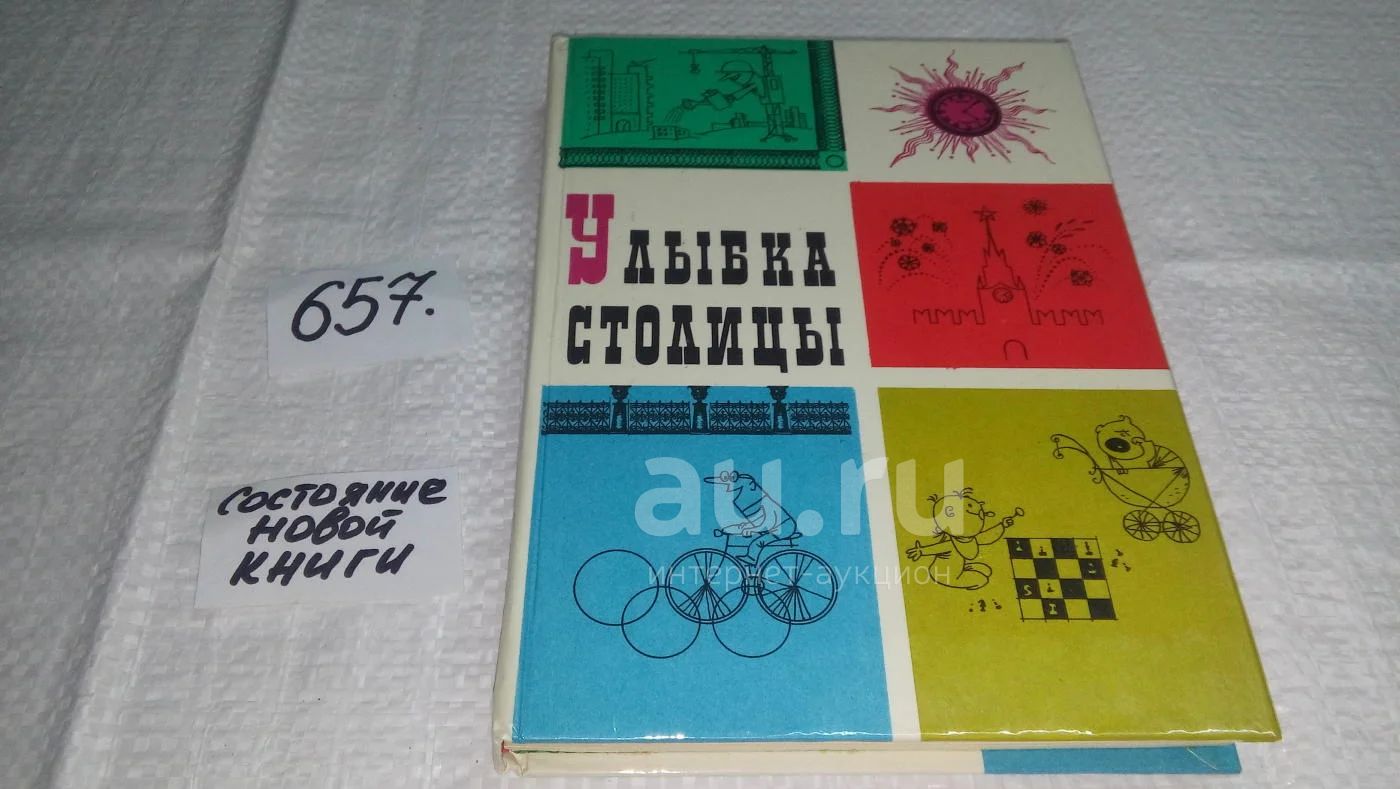 657.
состояние
новой
книги
Улыбка
столицы
au.ru
интернет-аукцион